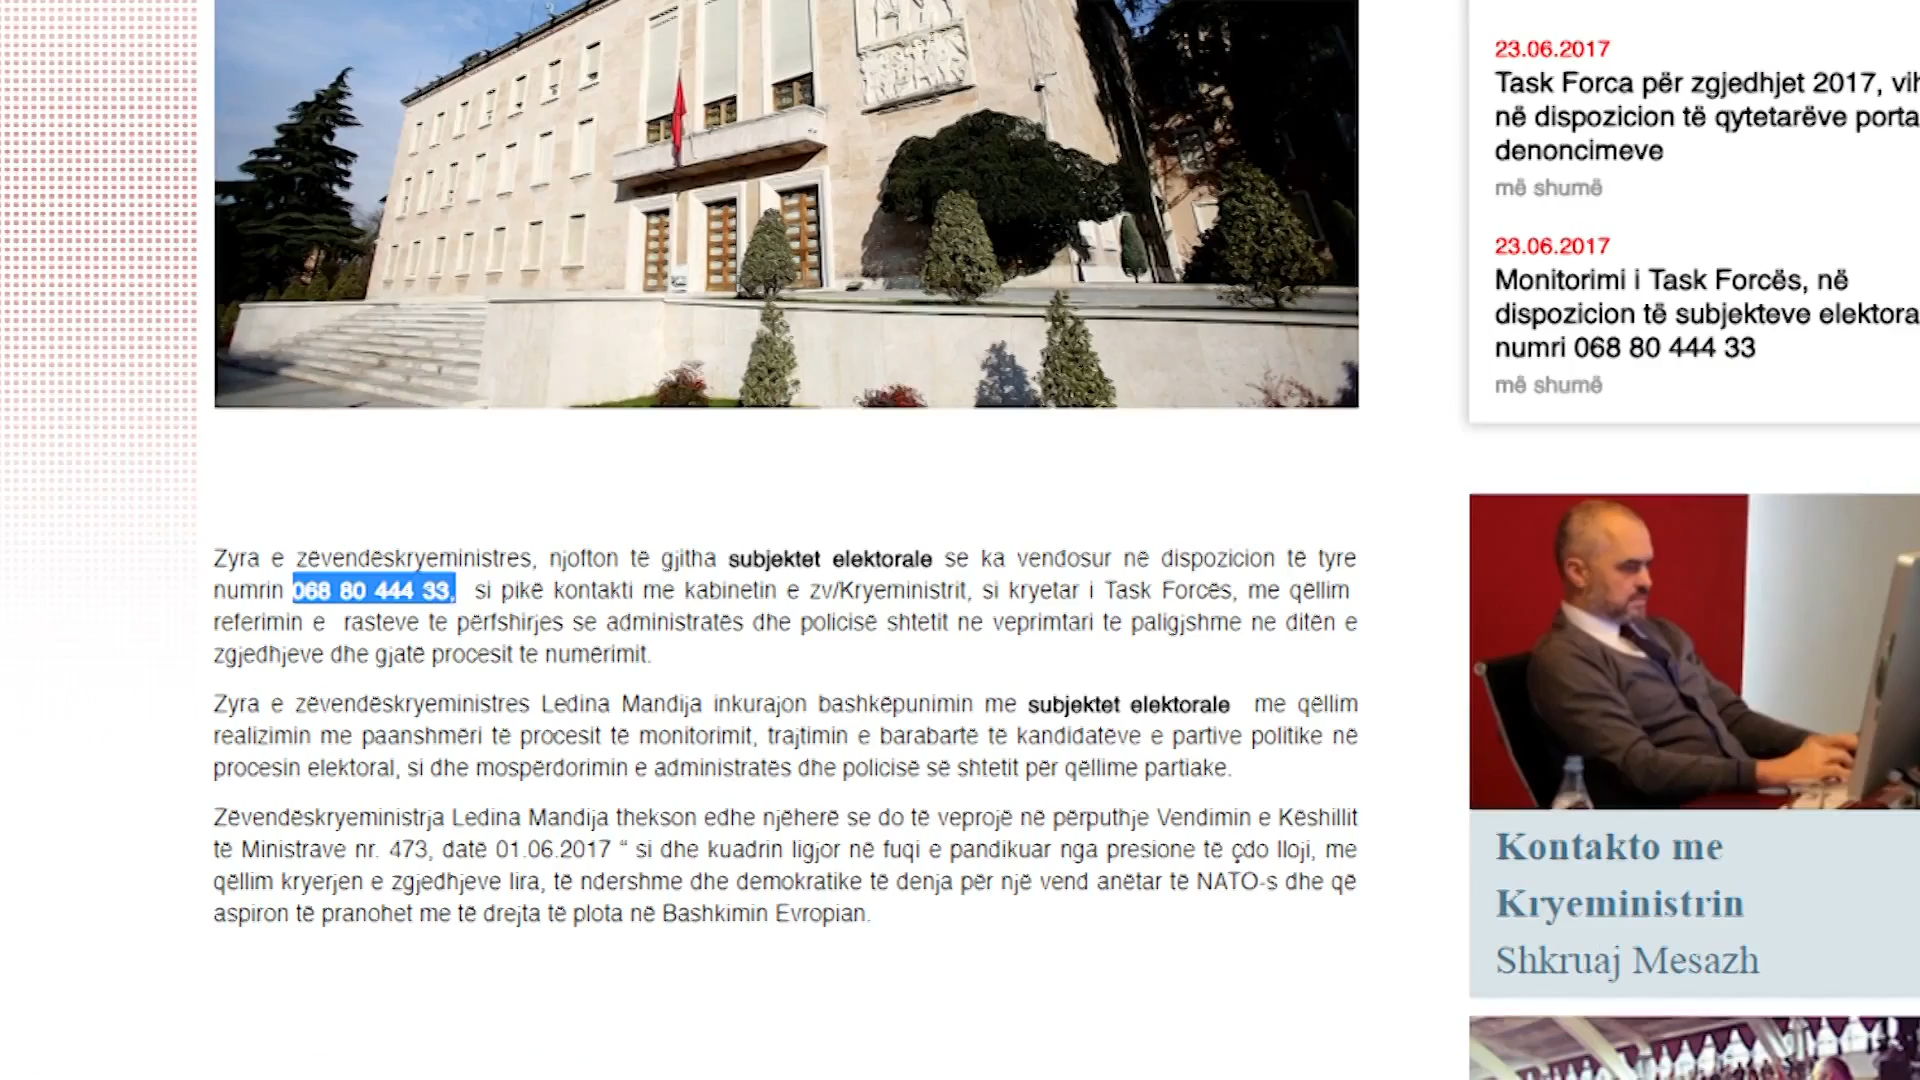 Zyra e zëvendëskryeministres, njofton të gjitha subjektet elektorale se ka vendosur në dispozicion të tyre
numrin 068 80 444 33, si pikë kontakti me kabinetin e zv/Kryeministrit, si kryetar i Task Forcës, me qëllim
referimin e rasteve te përfshirjes se administratës dhe policisë shtetit ne veprimtari te paligjshme ne ditën e
zgjedhjeve dhe gjatë procesit te numërimit.
Zyra e zëvendëskryeministres Ledina Mandija inkurajon bashkëpunimin me subjektet elektorale me qëllim
realizimin me paanshmëri të procesit të monitorimit, trajtimin e barabartë të kandidatëve e partive politike në
procesin elektoral, si dhe mospërdorimin e administratës dhe policisë së shtetit për qëllime partiake.
Zëvendëskryeministrja Ledina Mandija thekson edhe njëherë se do të veprojë në përputhje Vendimin e Këshillit
të Ministrave nr. 473, datë 01.06.2017 “ si dhe kuadrin ligjor në fuqi e pandikuar nga presione të çdo lloji, me
qëllim kryerjen e zgjedhjeve lira, të ndershme dhe demokratike të denja për një vend anëtar të NATO-s dhe që
aspiron të pranohet me të drejta të plota në Bashkimin Evropian.
23.06.2017
Task Forca për zgjedhjet 2017, vih
në dispozicion të qytetarëve porta
denoncimeve
më shumë
23.06.2017
Monitorimi i Task Forcës, në
dispozicion të subjekteve elektora
numri 068 80 444 33
më shumë
Kontakto me
Kryeministrin
Shkruaj Mesazh